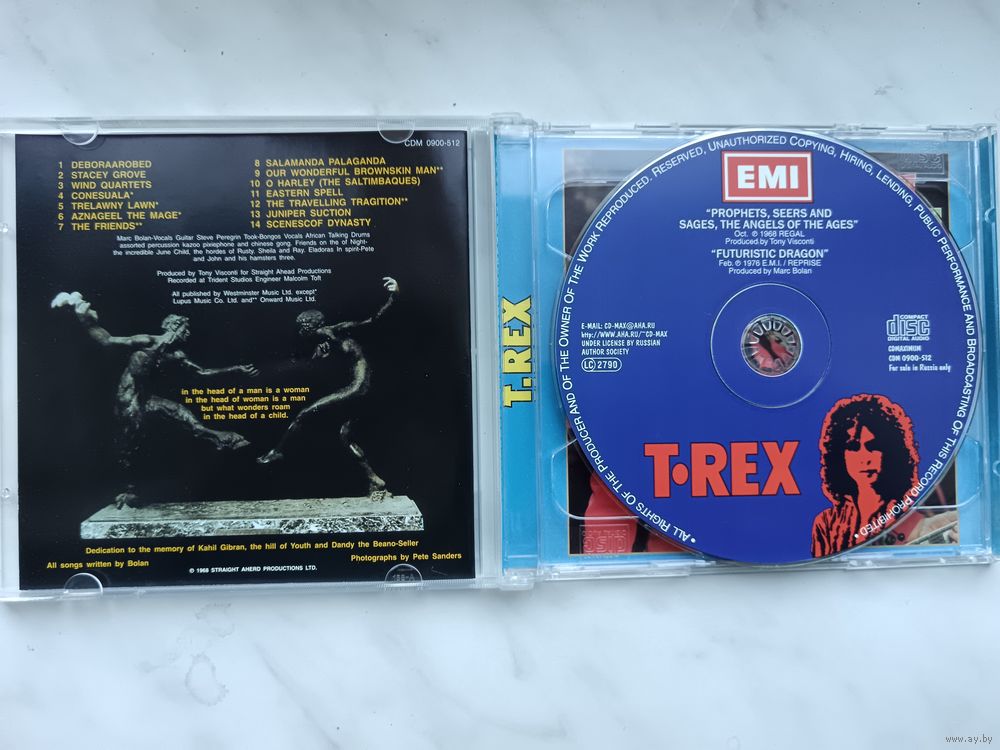 CDM 0900-512
1 DEBORAAROBED
2 STACEY GROVE
3 WIND QUARTETS
4 CONESUALA*
5 TRELAWNY LAWN*
6 AZNAGEEL THE MAGE*
7 THE FRIENDS**
8 SALAMANDA PALAGANDA
9 OUR WONDERFUL BROWNSKIN MAN**
10 O HARLEY (THE SALTIMBAQUES)
11 EASTERN SPELL
12 THE TRAVELLING TRAGITION**
13 JUNIPER SUCTION
14 SCENESCOF DYNASTY
Marc Bolan-Vocals Guitar Steve Peregrin Took-Bongos Vocals African Talking Drums
assorted percussion kazoo pixiephone and chinese gong. Friends on the of Night-
the incredible June Child, the hordes of Rusty, Sheila and Ray. Eladoras In spirit-Pete
and John and his hamsters three.
Produced by Tony Visconti for Straight Ahead Productions
Recorded at Trident Studios Engineer Malcolm Toft
All published by Westminster Music Ltd. except*
Lupus Music Co. Ltd. and** Onward Music Ltd.
in the head of a man is a woman
in the head of woman is a man
but what wonders roam
in the head of a child.
Dedication to the memory of Kahil Gibran, the hill of Youth and Dandy the Beano-Seller
Photographs by Pete Sanders
All songs written by Bolan
© 1968 STRAIGHT AHERD PRODUCTIONS LTD.
T.REX
• ALL RIGHTS OF THE PRODUCER AND OF THE OWNER OF THE WORK REPRODUCED. RESERVED. UNAUTHORIZED COPYING, HIRING, LENDING, PUBLIC PERFORMANCE AND BROADCASTING OF THIS RECORD PROHIBITED •
EMI
"PROPHETS, SEERS AND
SAGES, THE ANGELS OF THE AGES"
Oct. ℗ 1968 REGAL
Produced by Tony Visconti
"FUTURISTIC DRAGON"
Feb. ℗ 1976 E.M.I. / REPRISE
Produced by Marc Bolan
E-MAIL: CD-MAX@AHA.RU
http://WWW.AHA.RU/~CD-MAX
UNDER LICENSE BY RUSSIAN
AUTHOR SOCIETY
LC 2790
COMPACT
disc
DIGITAL AUDIO
CDMAXIMUM
CDM 0900-512
For sale in Russia only
T•REX
www.ay.by